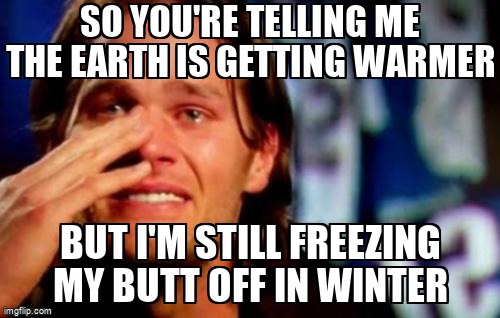 SO YOU'RE TELLING ME
THE EARTH IS GETTING WARMER
BUT I'M STILL FREEZING
MY BUTT OFF IN WINTER
imgflip.com